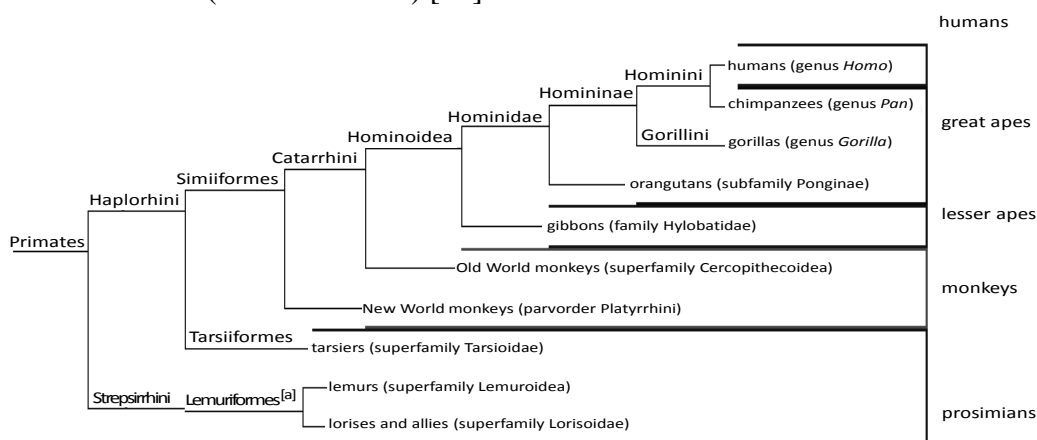 humans
Hominini
humans (genus Homo)
Homininae
chimpanzees (genus Pan)
great apes
Hominidae
Gorillini
gorillas (genus Gorilla)
Hominoidea
Catarrhini
Simiiformes
orangutans (subfamily Ponginae)
Haplorhini
lesser apes
gibbons (family Hylobatidae)
Primates
Old World monkeys (superfamily Cercopithecoidea)
monkeys
New World monkeys (parvorder Platyrrhini)
Tarsiiformes
tarsiers (superfamily Tarsioidae)
lemurs (superfamily Lemuroidea)
Strepsirrhini
Lemuriformes[a]
prosimians
lorises and allies (superfamily Lorisoidae)